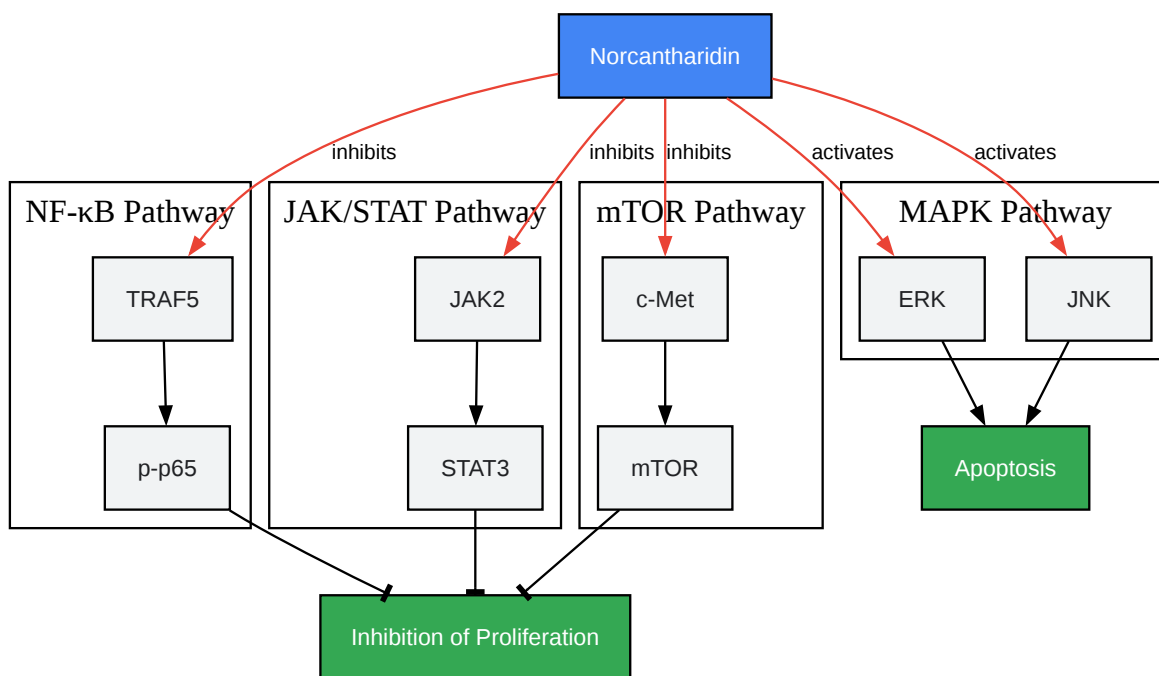 Norcantharidin
inhibits
inhibits
inhibits
activates
activates
NF-κB Pathway
JAK/STAT Pathway
mTOR Pathway
MAPK Pathway
TRAF5
JAK2
c-Met
ERK
JNK
p-p65
STAT3
mTOR
Apoptosis
Inhibition of Proliferation